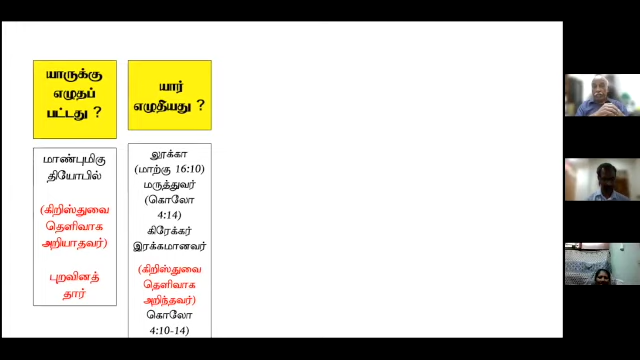 யாருக்கு
எழுதப்
பட்டது ?
மாண்புமிகு
தியோபில்
(கிறிஸ்துவை
தெளிவாக
அறியாதவர்)
புறவினத்
தார்
யார்
எழுதியது ?
லூக்கா
(மாற்கு 16:10)
மருத்துவர்
(கொலோ
4:14)
கிரேக்கர்
இரக்கமானவர்
(கிறிஸ்துவை
தெளிவாக
அறிந்தவர்)
கொலோ
4:10-14)